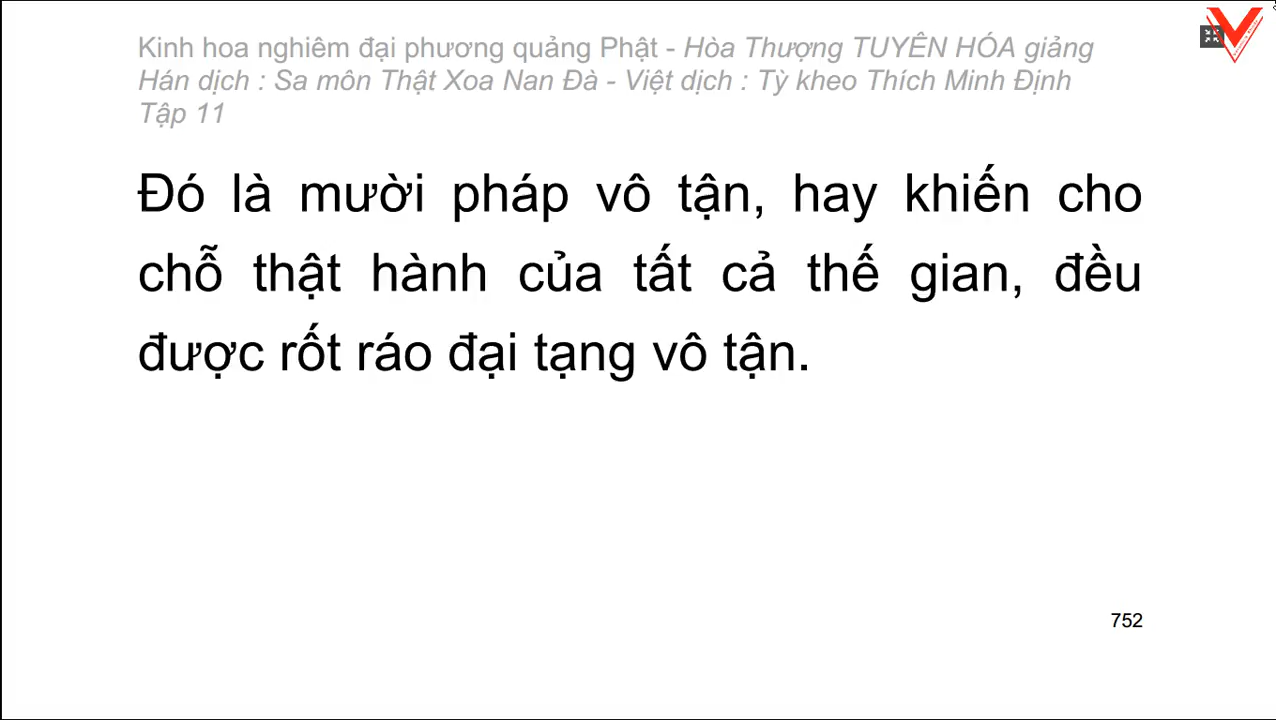 Kinh hoa nghiêm đại phương quảng Phật - Hòa Thượng TUYÊN HÓA giảng
Hán dịch : Sa môn Thật Xoa Nan Đà - Việt dịch : Tỳ kheo Thích Minh Định
Tập 11
Đó là mười pháp vô tận, hay khiến cho
chỗ thật hành của tất cả thế gian, đều
được rốt ráo đại tạng vô tận.
752